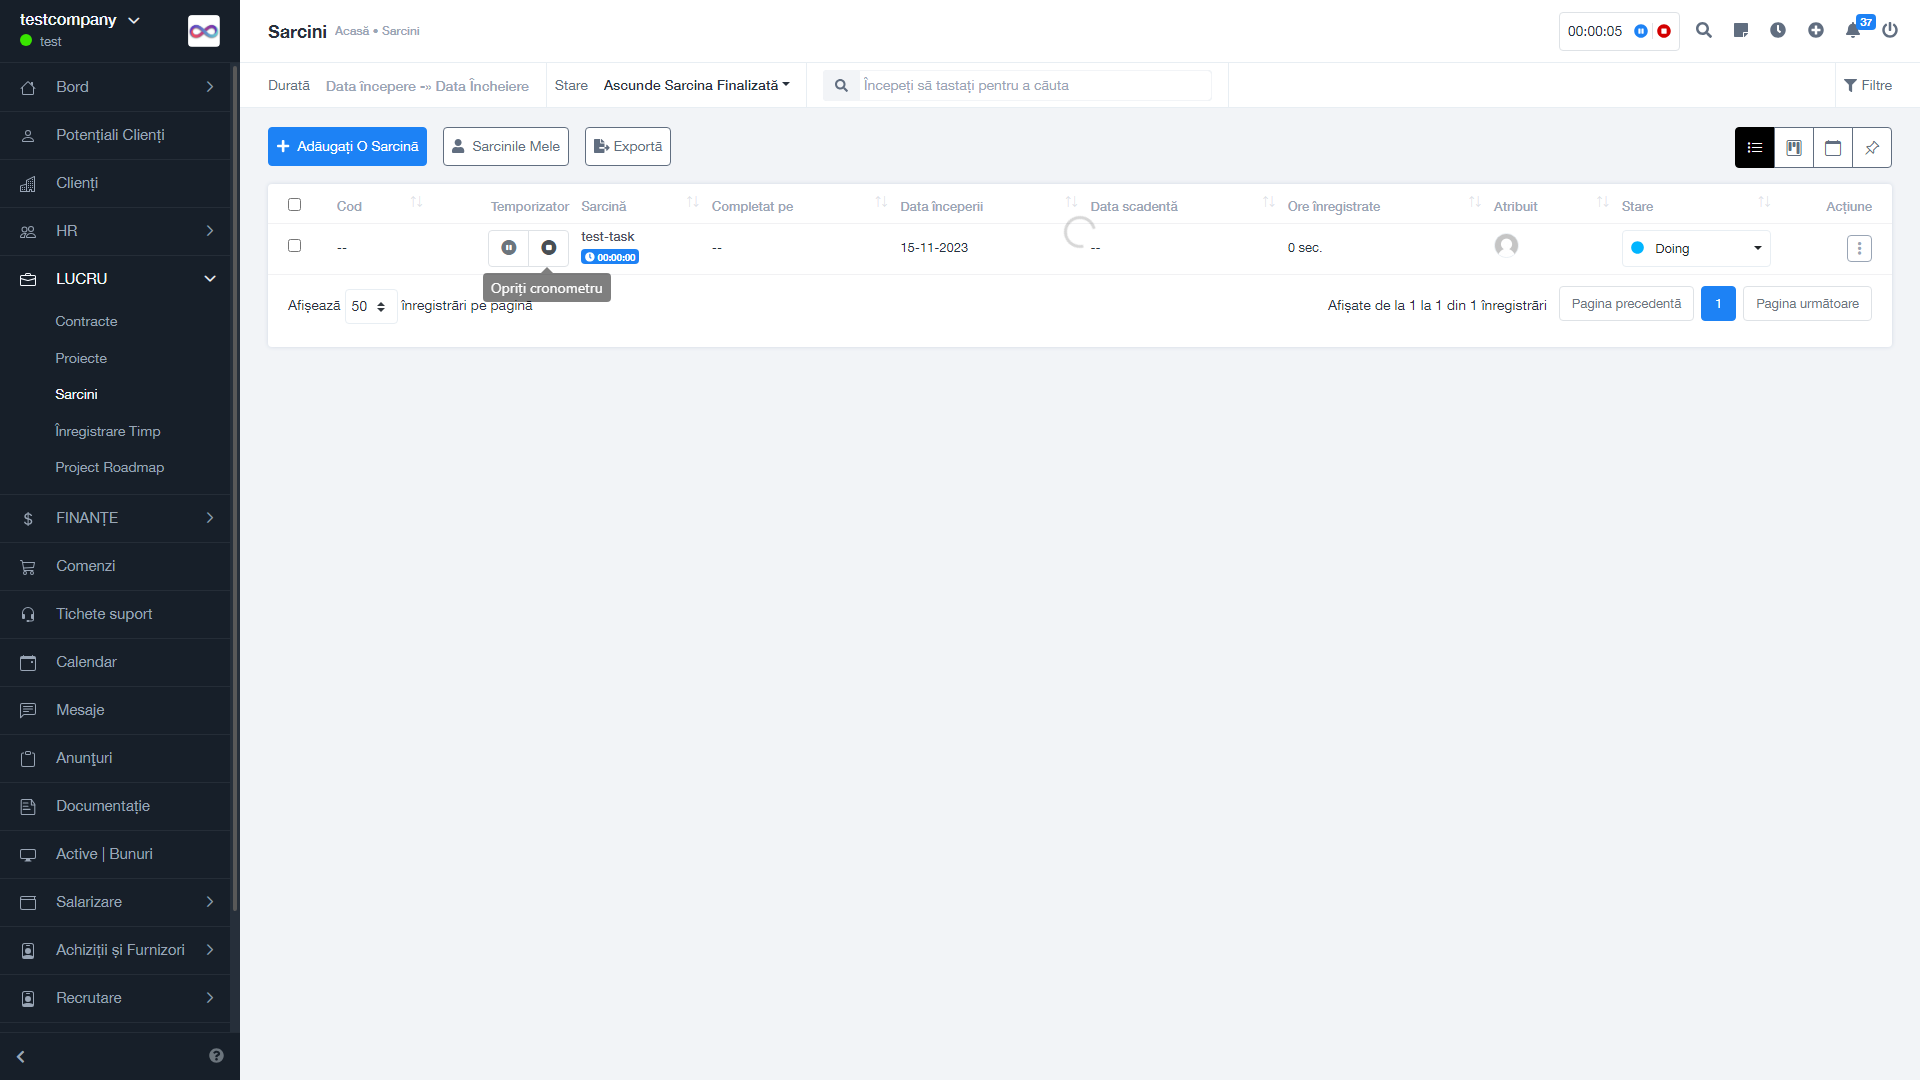 testcompany
test
Bord
Potențiali Clienți
Clienți
HR
LUCRU
Contracte
Proiecte
Sarcini
Înregistrare Timp
Project Roadmap
FINANȚE
Comenzi
Tichete suport
Calendar
Mesaje
Anunţuri
Documentație
Active | Bunuri
Salarizare
Achiziții și Furnizori
Recrutare
Sarcini Acasă • Sarcini
00:00:05
37
Durată Data începere -» Data Încheiere
Stare Ascunde Sarcina Finalizată
Începeți să tastați pentru a căuta
Filtre
Adăugați O Sarcină
Sarcinile Mele
Exportă
Cod Temporizator Sarcină Completat pe Data începerii Data scadentă Ore înregistrate Atribuit Stare Acțiune
-- test-task -- 15-11-2023 -- 0 sec. Doing
00:00:00
Opriți cronometru
Afișează 50 înregistrări pe pagină
Afișate de la 1 la 1 din 1 înregistrări
Pagina precedentă 1 Pagina următoare